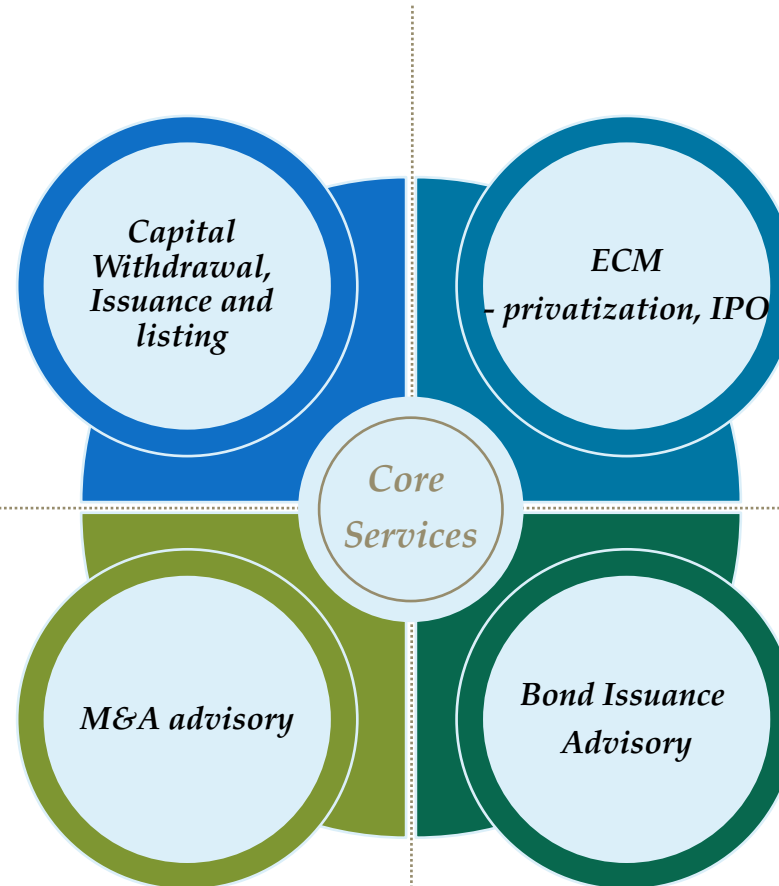 Capital
Withdrawal,
Issuance and
listing
ECM
- privatization, IPO
Core
Services
M&A advisory
Bond Issuance
Advisory